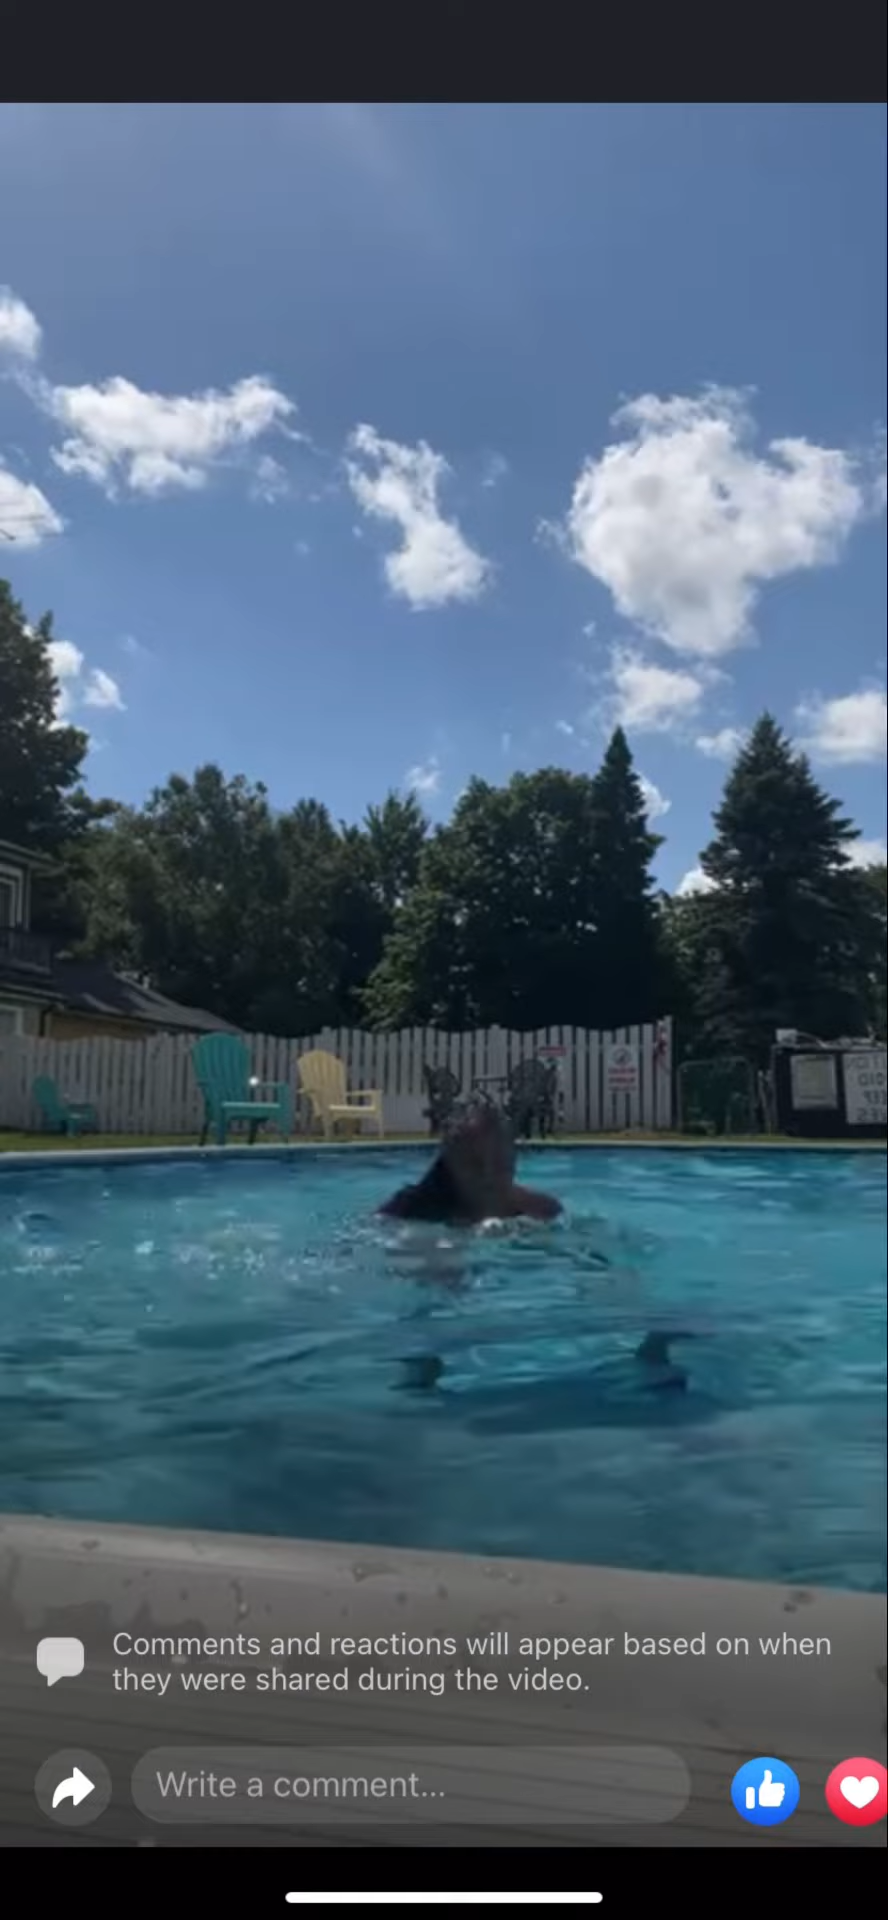 Comments and reactions will appear based on when
they were shared during the video.
Write a comment...